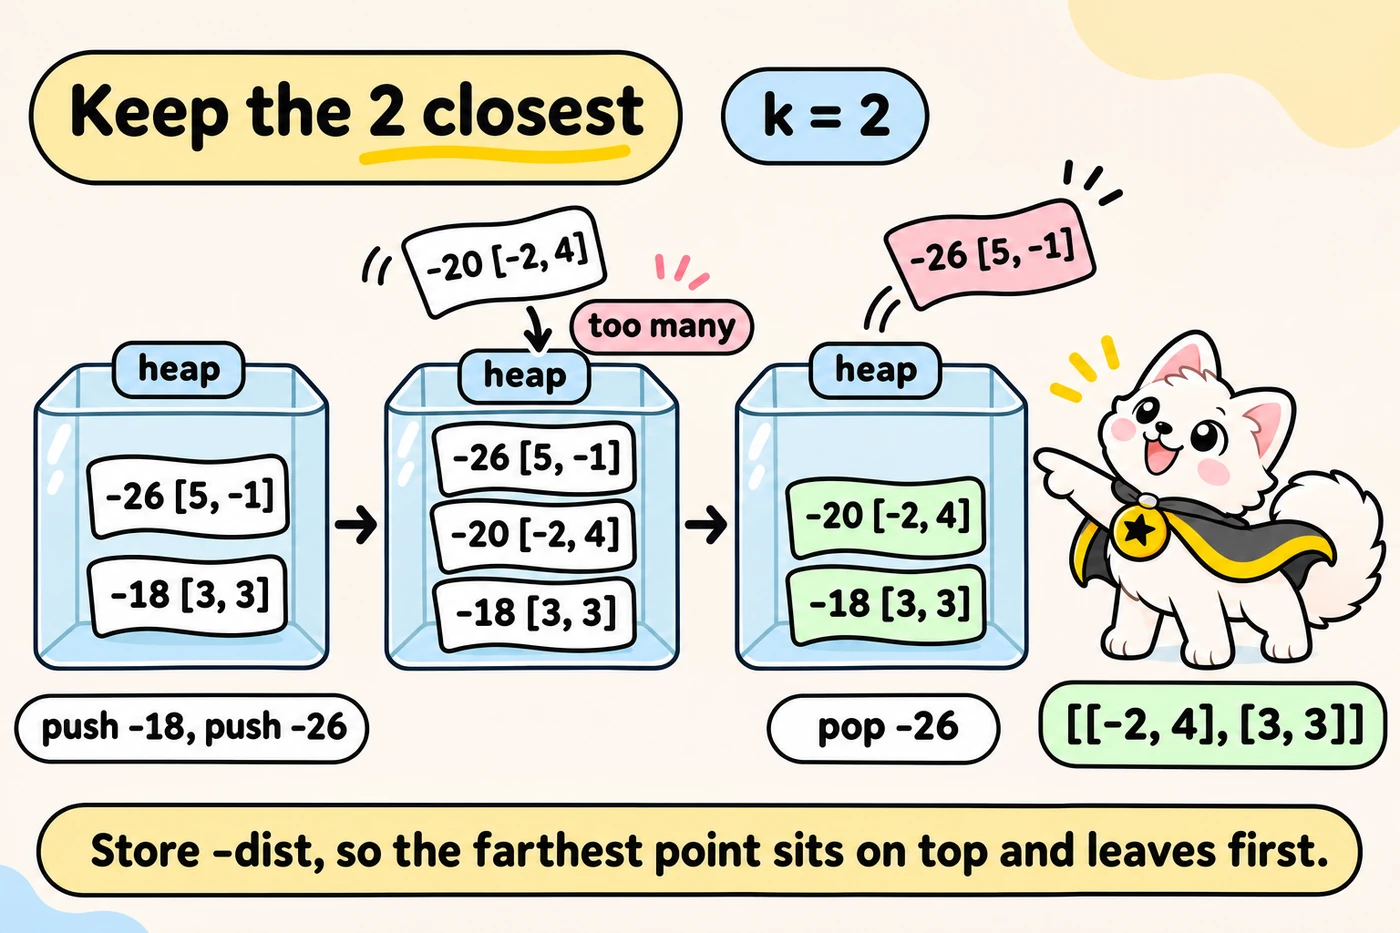 Keep the 2 closest
k = 2
-20 [-2, 4]
too many
-26 [5, -1]
heap
-26 [5, -1]
-18 [3, 3]
heap
-26 [5, -1]
-20 [-2, 4]
-18 [3, 3]
heap
-20 [-2, 4]
-18 [3, 3]
push -18, push -26
pop -26
[[-2, 4], [3, 3]]
Store -dist, so the farthest point sits on top and leaves first.